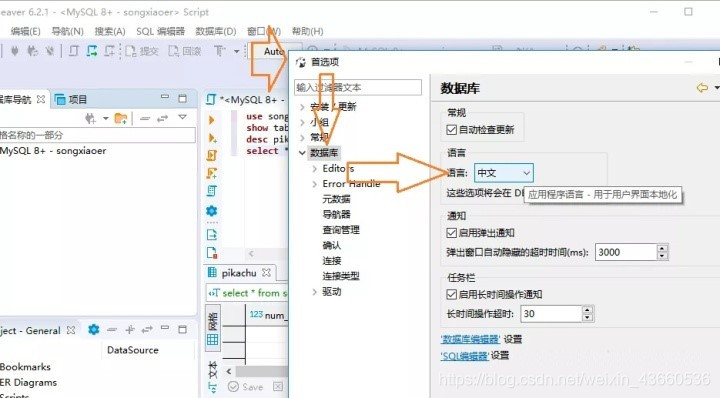 eaver 6.2.1 - <MySQL 8+ - songxiaoer> Script
编辑(E) 导航(N) 搜索(A) SQL 编辑器 数据库(D) 窗口(W) 帮助(H)
提交 回滚 Auto
据库导航 项目
格名称的一部分
MySQL 8+ - songxiaoer
*<MySQL 8+ -
use song
show tab
desc pik
select *
pikachu
select * from s
网格
123 num_
文本
Save
ject - General
DataSource
Bookmarks
ER Diagrams
Scripts
首选项
输入过滤器文本
安装/更新
小组
常规
数据库
Editors
Error Handle
元数据
导航器
查询管理
确认
连接
连接类型
驱动
数据库
常规
自动检查更新
语言
语言: 中文
这些选项将会在 DB
应用程序语言 - 用于用户界面本地化
通知
启用弹出通知
弹出窗口自动隐藏的超时时间(ms): 3000
任务栏
启用长时间操作通知
长时间操作超时: 30
'数据库编辑器' 设置
'SQL编辑器' 设置
https://blog.csdn.net/weixin_43660536